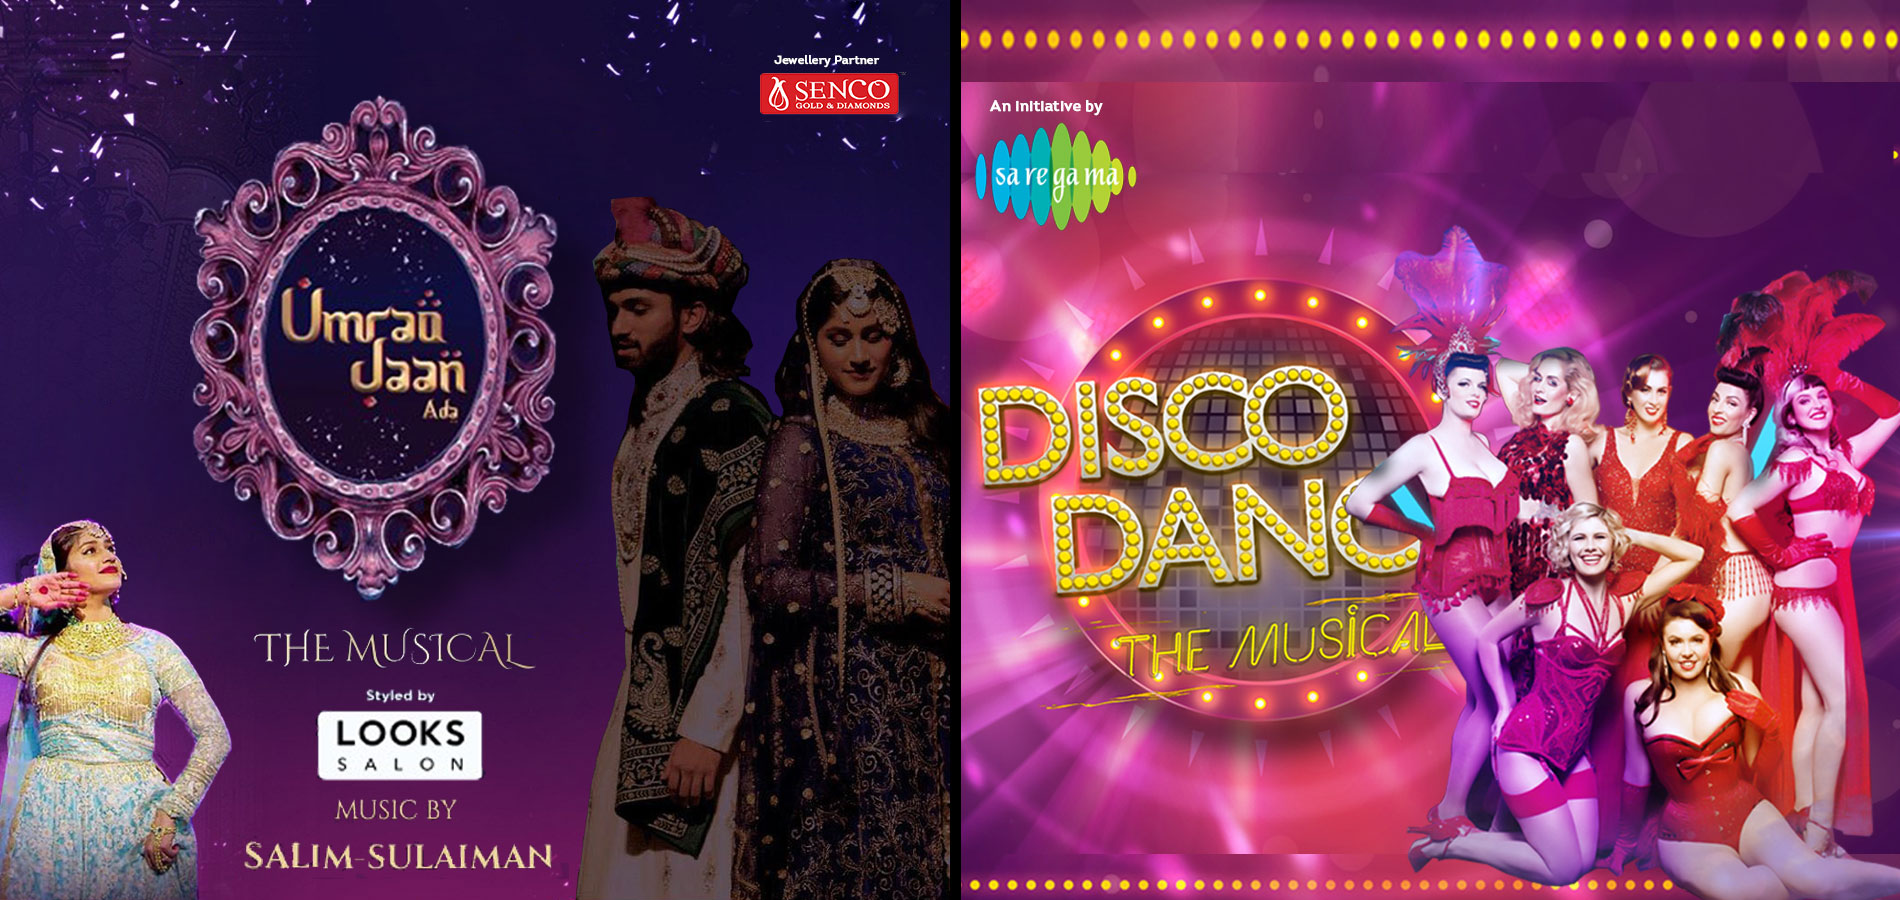 Jewellery Partner
SENCO
GOLD & DIAMONDS
Umrao
Jaan
Ada
THE MUSICAL
Styled by
LOOKS
SALON
MUSIC BY
SALIM-SULAIMAN
An initiative by
sa re ga ma
DISCO
DANC
THE MUSICAL